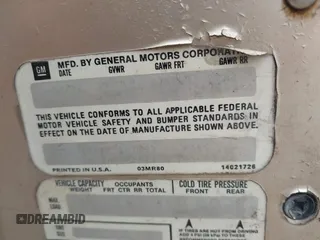 GM
MFD. BY GENERAL MOTORS CORPORATION
DATE GVWR GAWR FRT GAWR RR
THIS VEHICLE CONFORMS TO ALL APPLICABLE FEDERAL
MOTOR VEHICLE SAFETY AND BUMPER STANDARDS IN
EFFECT ON THE DATE OF MANUFACTURE SHOWN ABOVE.
PRINTED IN U.S.A. 03MR80 14021728
VEHICLE CAPACITY OCCUPANTS COLD TIRE PRESSURE
WEIGHT FRT CTR RR TOTAL FRONT REAR
MAX.
LOAD
DREAMBID